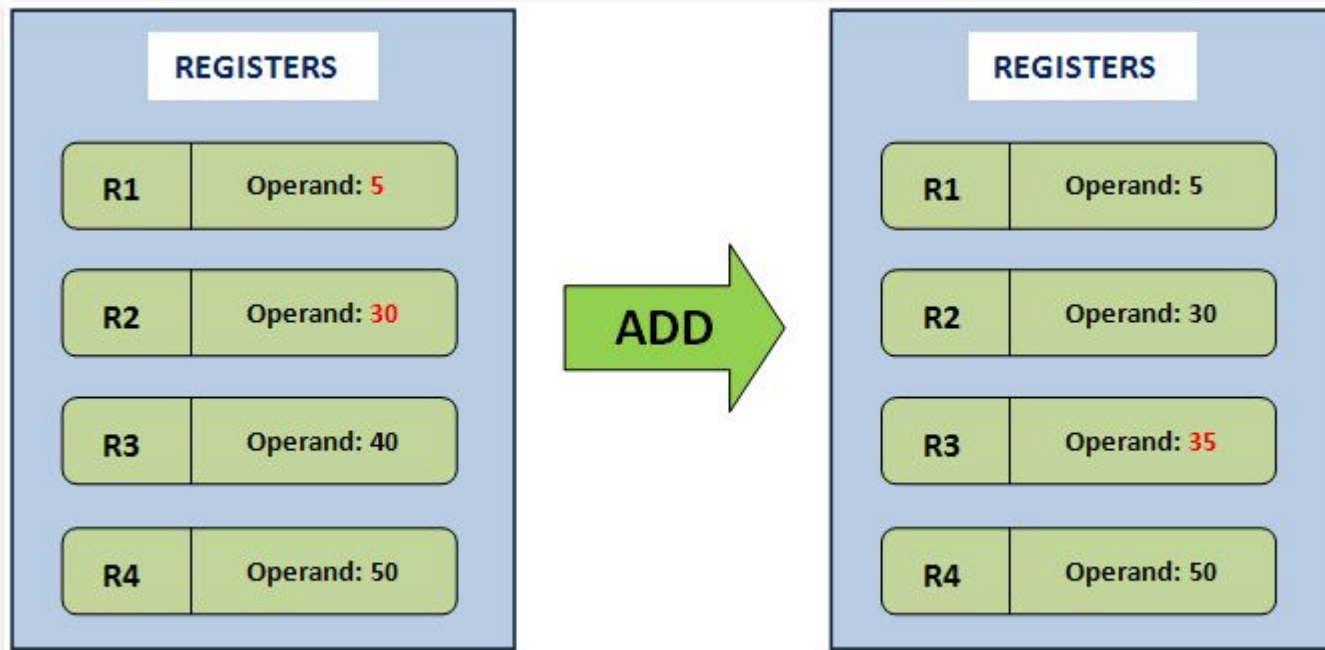 REGISTERS
R1 Operand: 5
R2 Operand: 30
R3 Operand: 40
R4 Operand: 50
ADD
REGISTERS
R1 Operand: 5
R2 Operand: 30
R3 Operand: 35
R4 Operand: 50